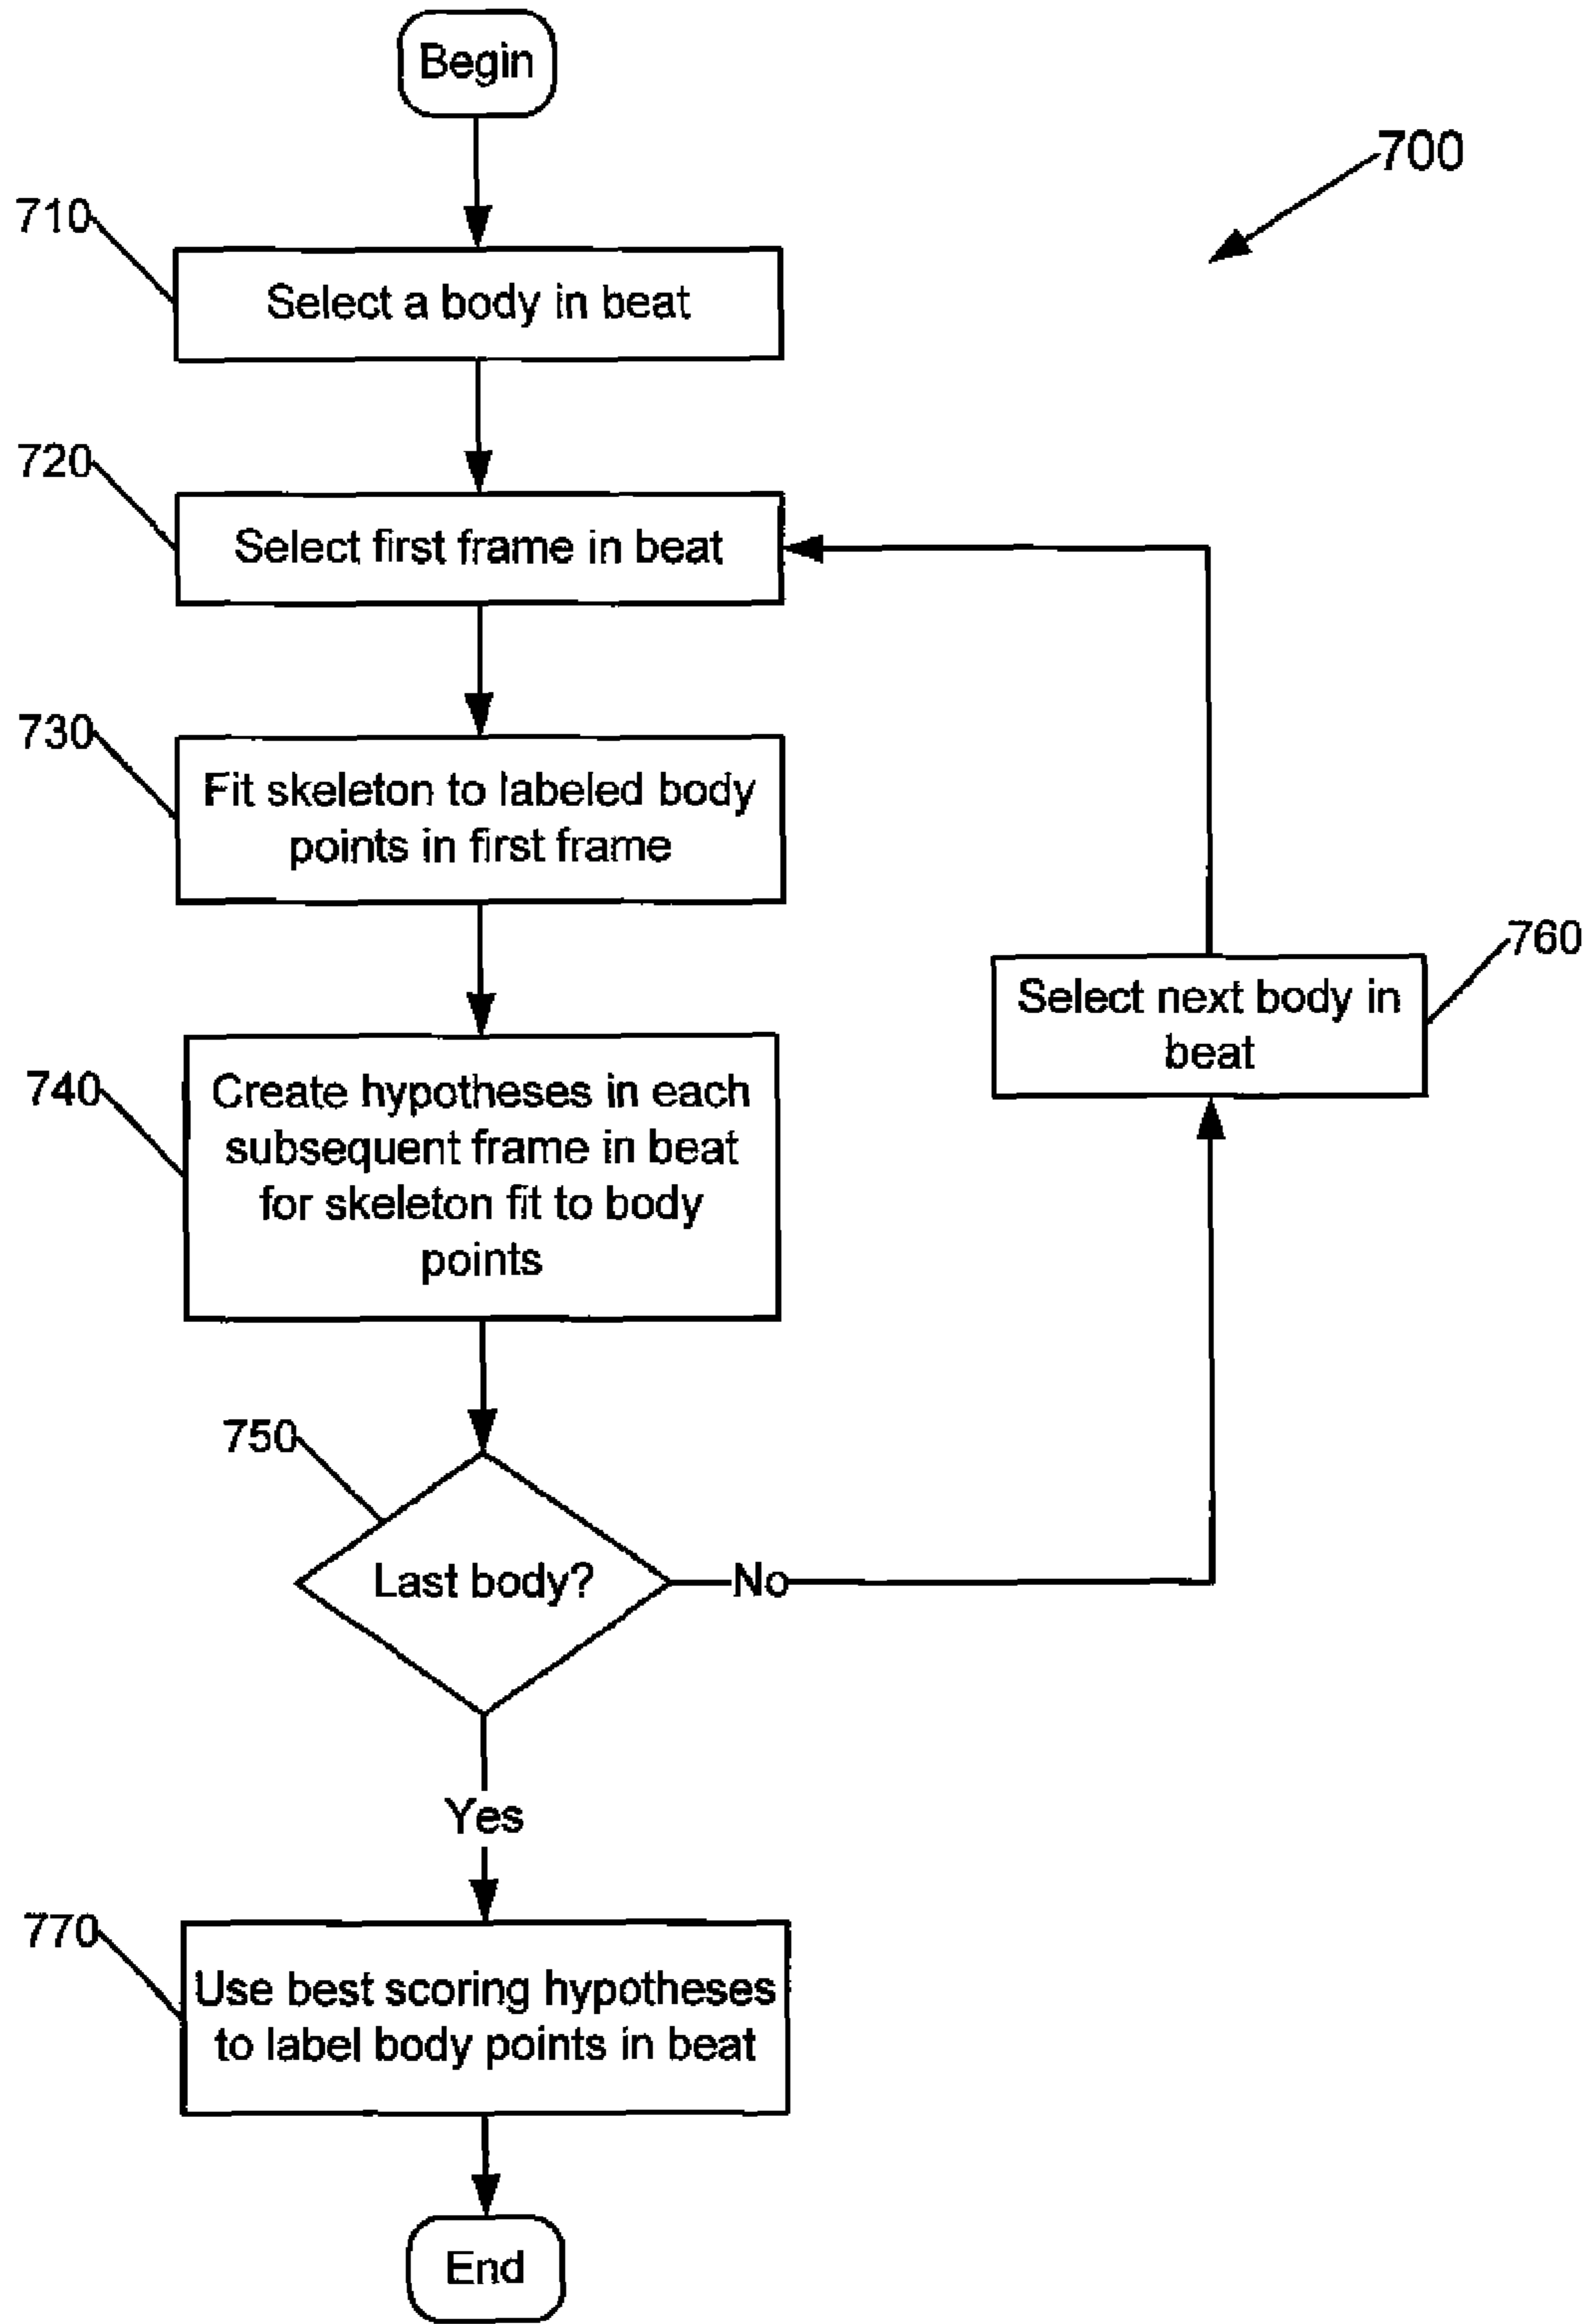 Begin
700
710
Select a body in beat
720
Select first frame in beat
730
Fit skeleton to labeled body
points in first frame
760
Select next body in
beat
740
Create hypotheses in each
subsequent frame in beat
for skeleton fit to body
points
750
Last body?
No
Yes
770
Use best scoring hypotheses
to label body points in beat
End